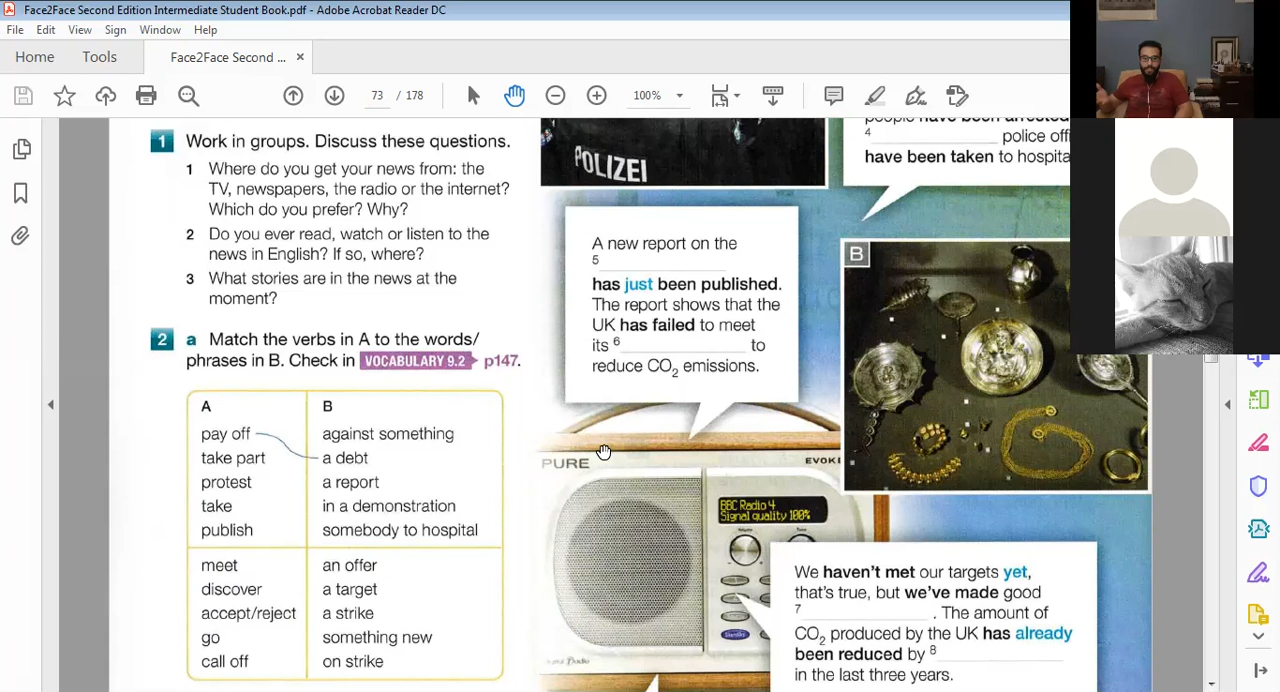 Face2Face Second Edition Intermediate Student Book.pdf - Adobe Acrobat Reader DC
File Edit View Sign Window Help
Home Tools Face2Face Second ... ×
73 / 178 100%
1 Work in groups. Discuss these questions.
1 Where do you get your news from: the
TV, newspapers, the radio or the internet?
Which do you prefer? Why?
2 Do you ever read, watch or listen to the
news in English? If so, where?
3 What stories are in the news at the
moment?
2 a Match the verbs in A to the words/
phrases in B. Check in VOCABULARY 9.2 p147.
A B
pay off against something
take part a debt
protest a report
take in a demonstration
publish somebody to hospital
meet an offer
discover a target
accept/reject a strike
go something new
call off on strike
POLIZEI
people have been affected
4 police offi
have been taken to hospita
A new report on the
5
has just been published.
The report shows that the
UK has failed to meet
its 6 to
reduce CO2 emissions.
B
PURE EVOKE
BBC Radio 4
Signal quality 100%
Standby
We haven't met our targets yet,
that's true, but we've made good
7 . The amount of
CO2 produced by the UK has already
been reduced by 8
in the last three years.